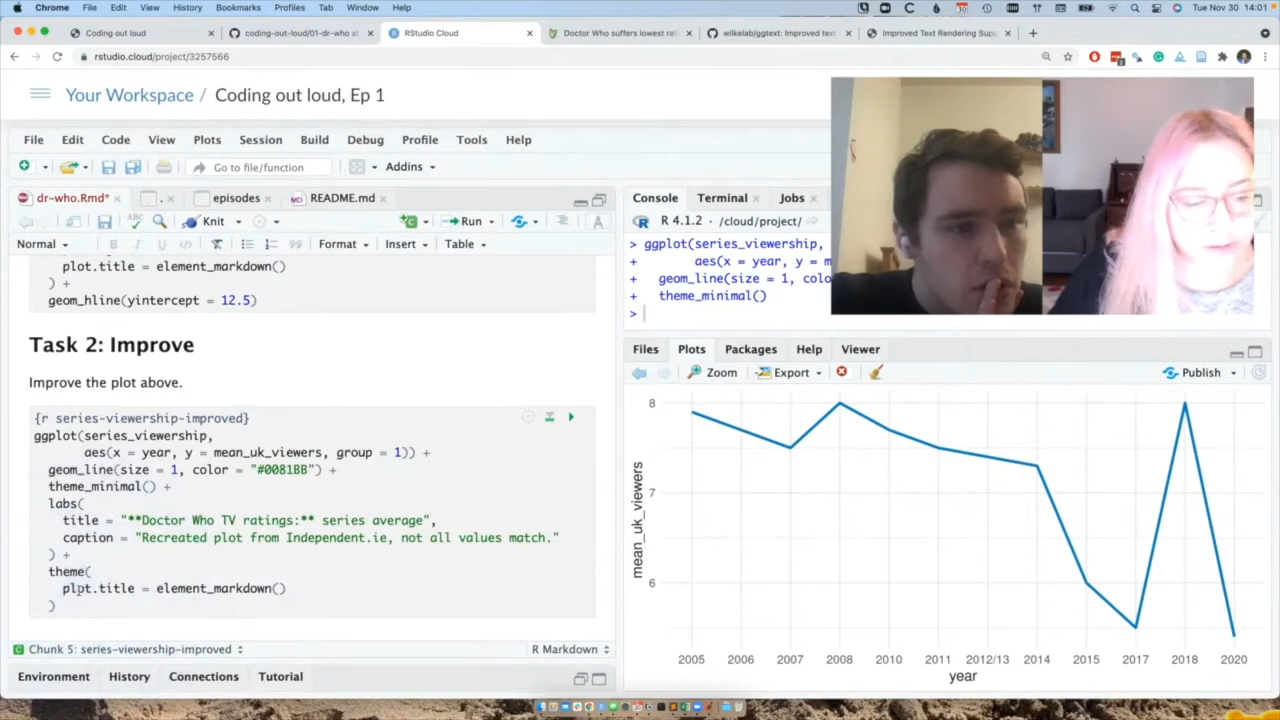 Chrome File Edit View History Bookmarks Profiles Tab Window Help 30 Tue Nov 30 14:01
Coding out loud coding-out-loud/01-dr-who at RStudio Cloud Doctor Who suffers lowest rat wilkelab/ggtext: Improved text Improved Text Rendering Supp
rstudio.cloud/project/3257566
Your Workspace / Coding out loud, Ep 1
File Edit Code View Plots Session Build Debug Profile Tools Help
Go to file/function Addins
dr-who.Rmd* . episodes README.md
Knit Run
Normal B I U Format Insert Table
plot.title = element_markdown()
) +
geom_hline(yintercept = 12.5)
Task 2: Improve
Improve the plot above.
{r series-viewership-improved}
ggplot(series_viewership,
aes(x = year, y = mean_uk_viewers, group = 1)) +
geom_line(size = 1, color = "#0081BB") +
theme_minimal() +
labs(
title = "**Doctor Who TV ratings:** series average",
caption = "Recreated plot from Independent.ie, not all values match."
) +
theme(
plot.title = element_markdown()
)
Chunk 5: series-viewership-improved R Markdown
Environment History Connections Tutorial
Console Terminal Jobs
R 4.1.2 · /cloud/project/
> ggplot(series_viewership,
+ aes(x = year, y = m
+ geom_line(size = 1, colo
+ theme_minimal()
>
Files Plots Packages Help Viewer
Zoom Export Publish
8
7
6
mean_uk_viewers
2005 2006 2007 2008 2010 2011 2012/13 2014 2015 2017 2018 2020
year